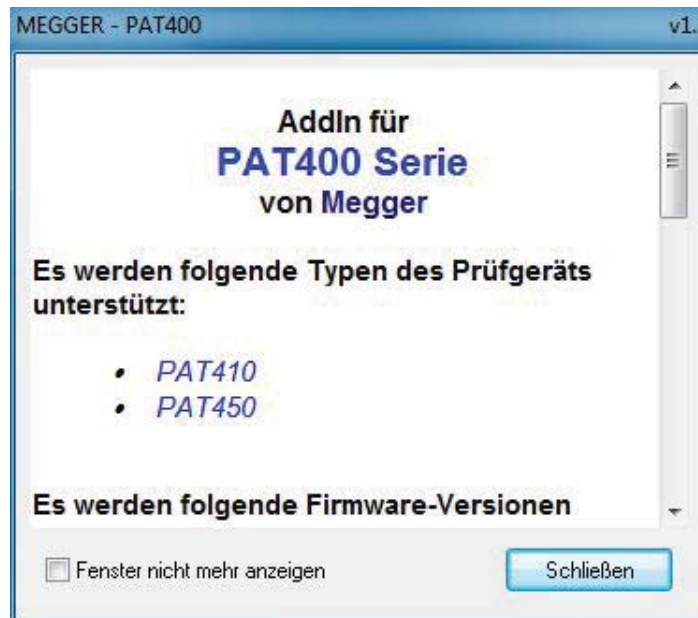 MEGGER - PAT400 v1.
AddIn für
PAT400 Serie
von Megger
Es werden folgende Typen des Prüfgeräts
unterstützt:
• PAT410
• PAT450
Es werden folgende Firmware-Versionen
Fenster nicht mehr anzeigen
Schließen